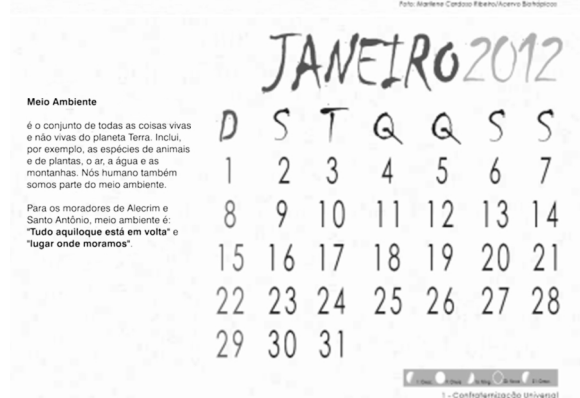 Foto: Marilene Cardoso Ribeiro/Acervo Biotrópicos
JANEIRO 2012
Meio Ambiente
é o conjunto de todas as coisas vivas
e não vivas do planeta Terra. Inclui,
por exemplo, as espécies de animais
e de plantas, o ar, a água e as
montanhas. Nós humano também
somos parte do meio ambiente.
Para os moradores de Alecrim e
Santo Antônio, meio ambiente é:
"Tudo aquiloque está em volta" e
"lugar onde moramos".
D S T Q Q S S
1 2 3 4 5 6 7
8 9 10 11 12 13 14
15 16 17 18 19 20 21
22 23 24 25 26 27 28
29 30 31
1 - Confraternização Universal